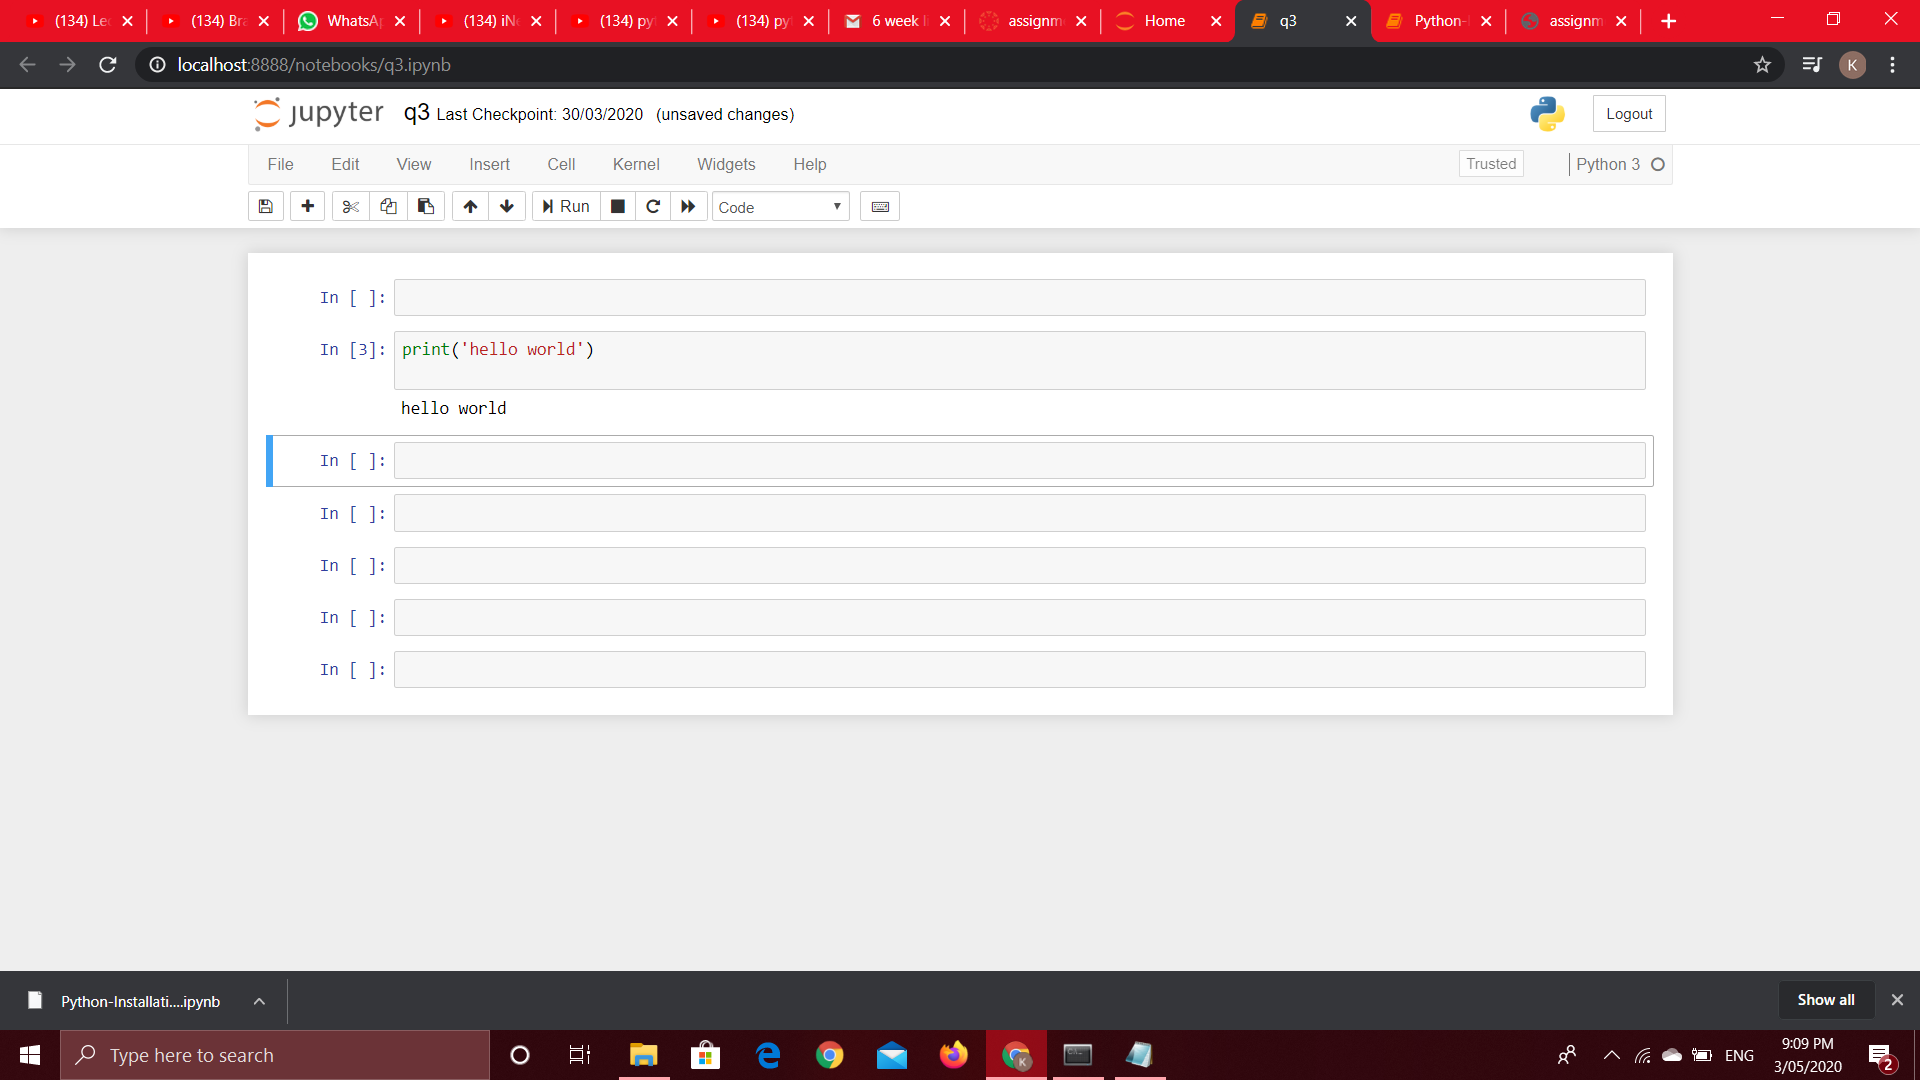 (134) Le
(134) Bra
WhatsAp
(134) iNe
(134) py
(134) py
6 week li
assignme
Home
q3
Python-I
assignm
localhost:8888/notebooks/q3.ipynb
K
jupyter q3 Last Checkpoint: 30/03/2020 (unsaved changes)
Logout
File Edit View Insert Cell Kernel Widgets Help
Trusted
Python 3
Run
Code
In [ ]:
In [3]: print('hello world')
hello world
In [ ]:
In [ ]:
In [ ]:
In [ ]:
In [ ]:
Python-Installati....ipynb
Show all
Type here to search
K
ENG
9:09 PM
3/05/2020
2